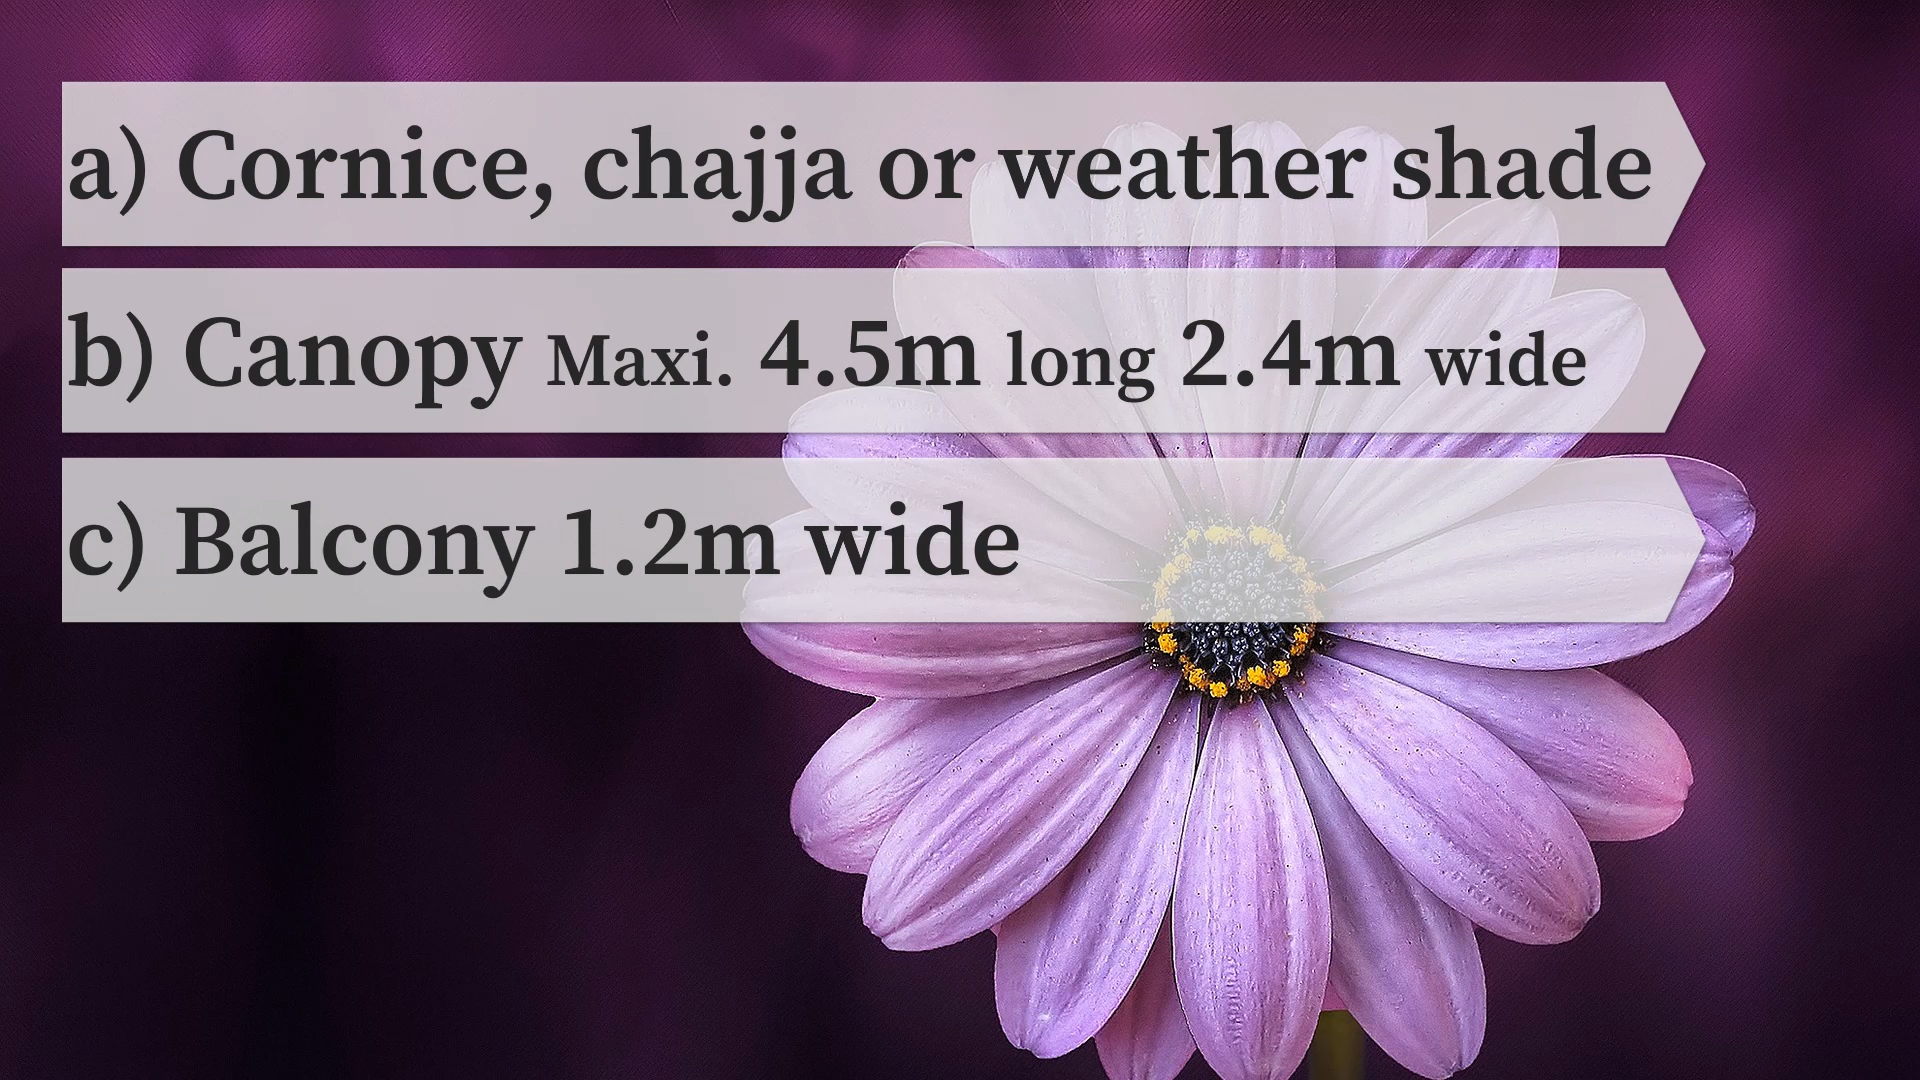 a) Cornice, chajja or weather shade
b) Canopy Maxi. 4.5m long 2.4m wide
c) Balcony 1.2m wide